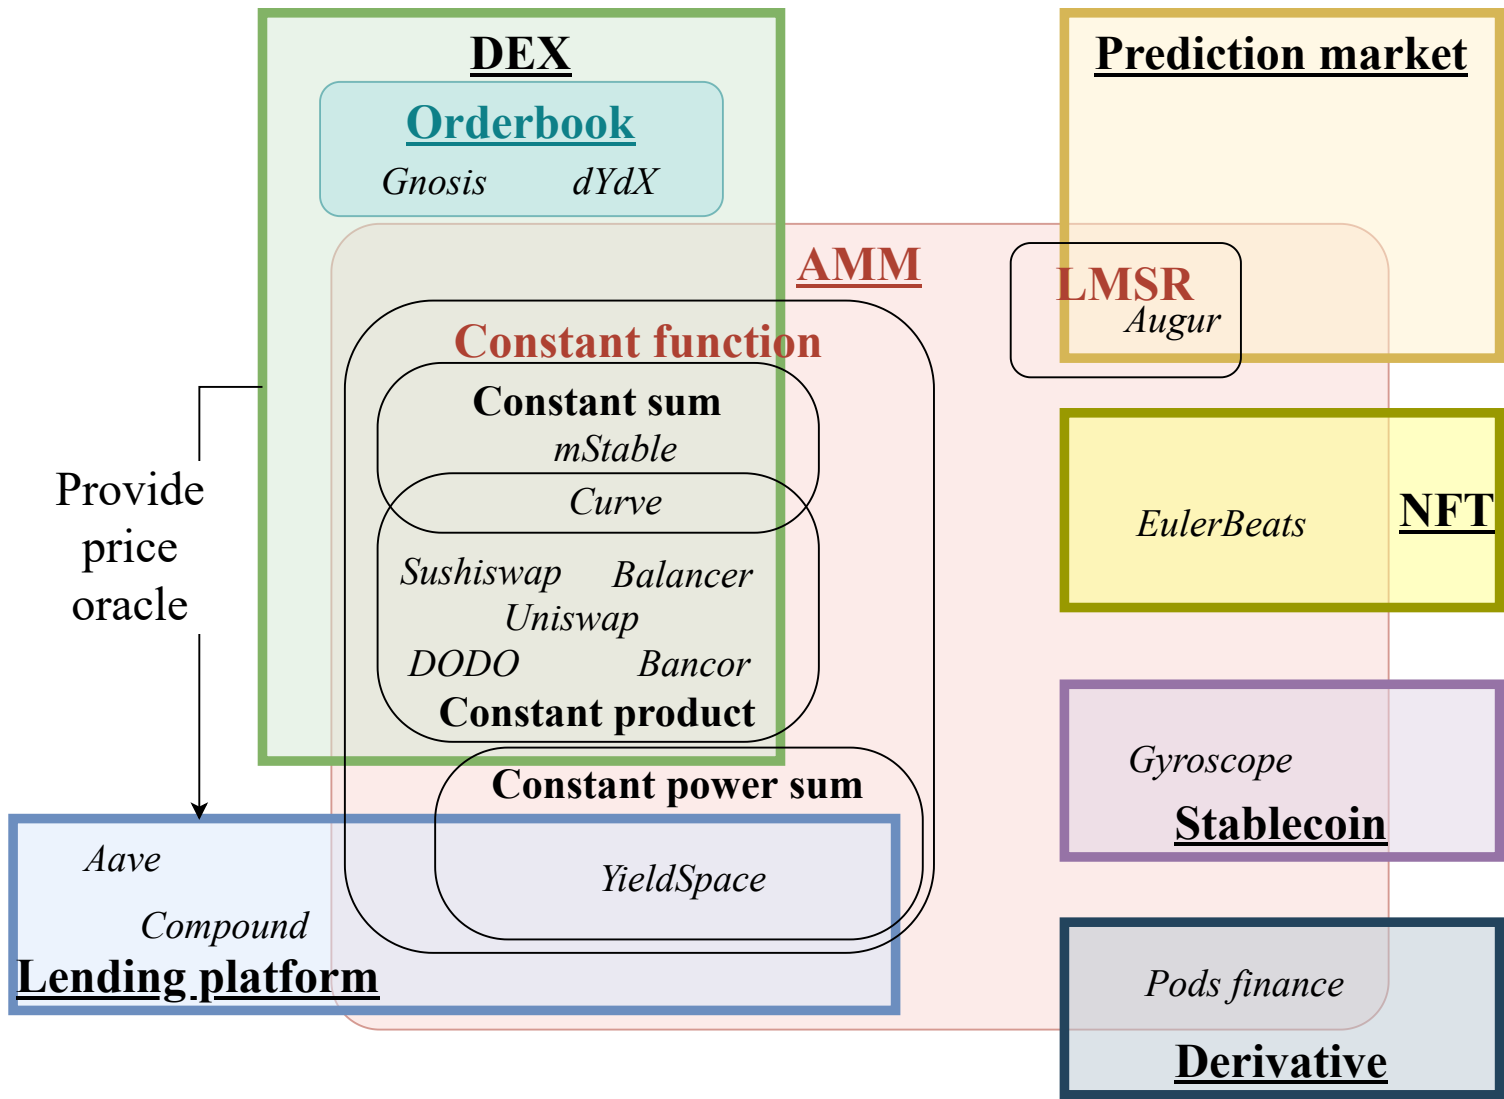 DEX
Prediction market
Orderbook
Gnosis dYdX
AMM
LMSR
Augur
Constant function
Constant sum
mStable
Curve
Provide
price
oracle
Sushiswap Balancer
Uniswap
DODO Bancor
Constant product
EulerBeats
NFT
Constant power sum
Gyroscope
Stablecoin
Aave
YieldSpace
Compound
Lending platform
Pods finance
Derivative